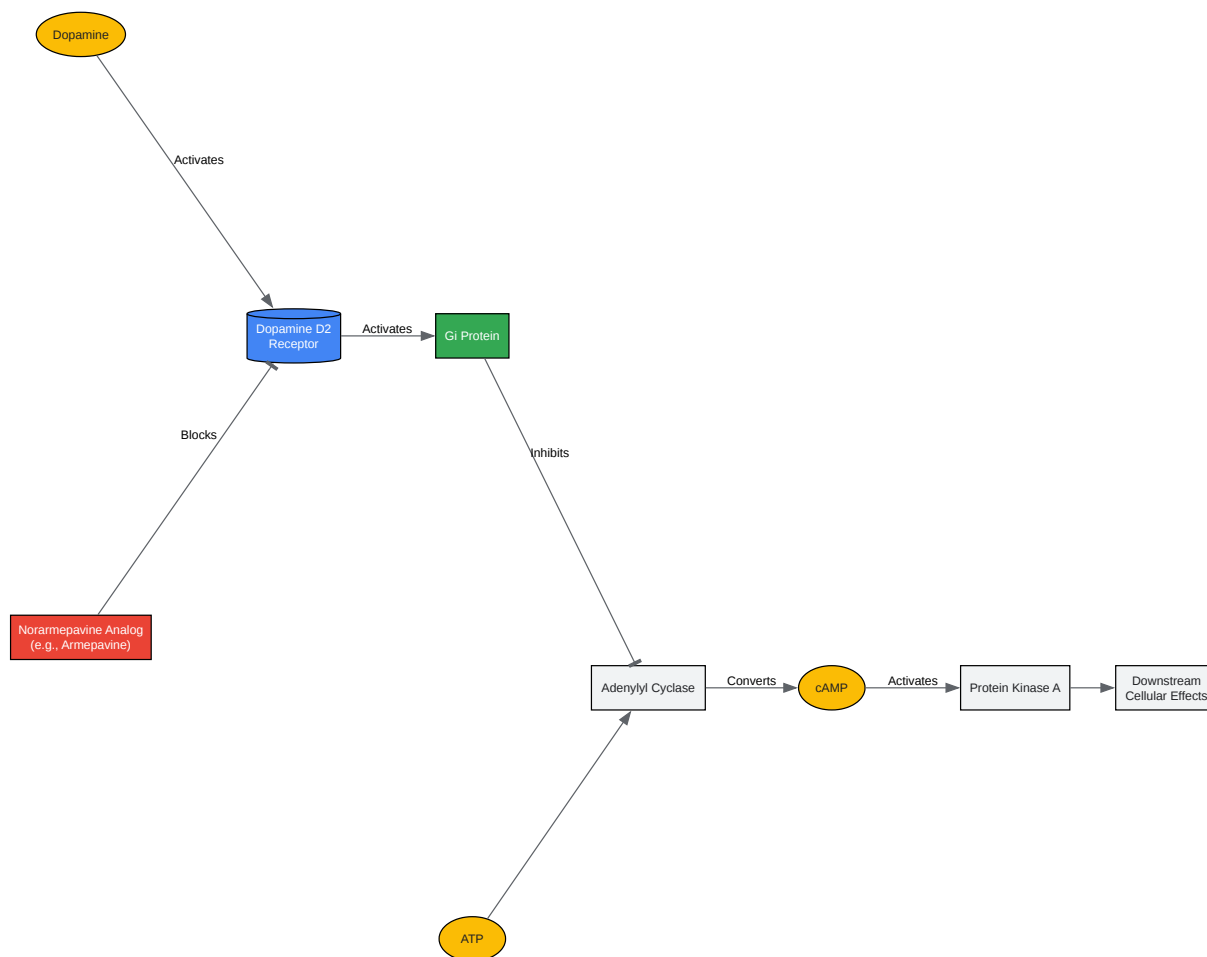 Dopamine
Activates
Dopamine D2
Receptor
Activates
Gi Protein
Blocks
Inhibits
Norarmepavine Analog
(e.g., Armepavine)
Adenylyl Cyclase
Converts
cAMP
Activates
Protein Kinase A
Downstream
Cellular Effects
ATP